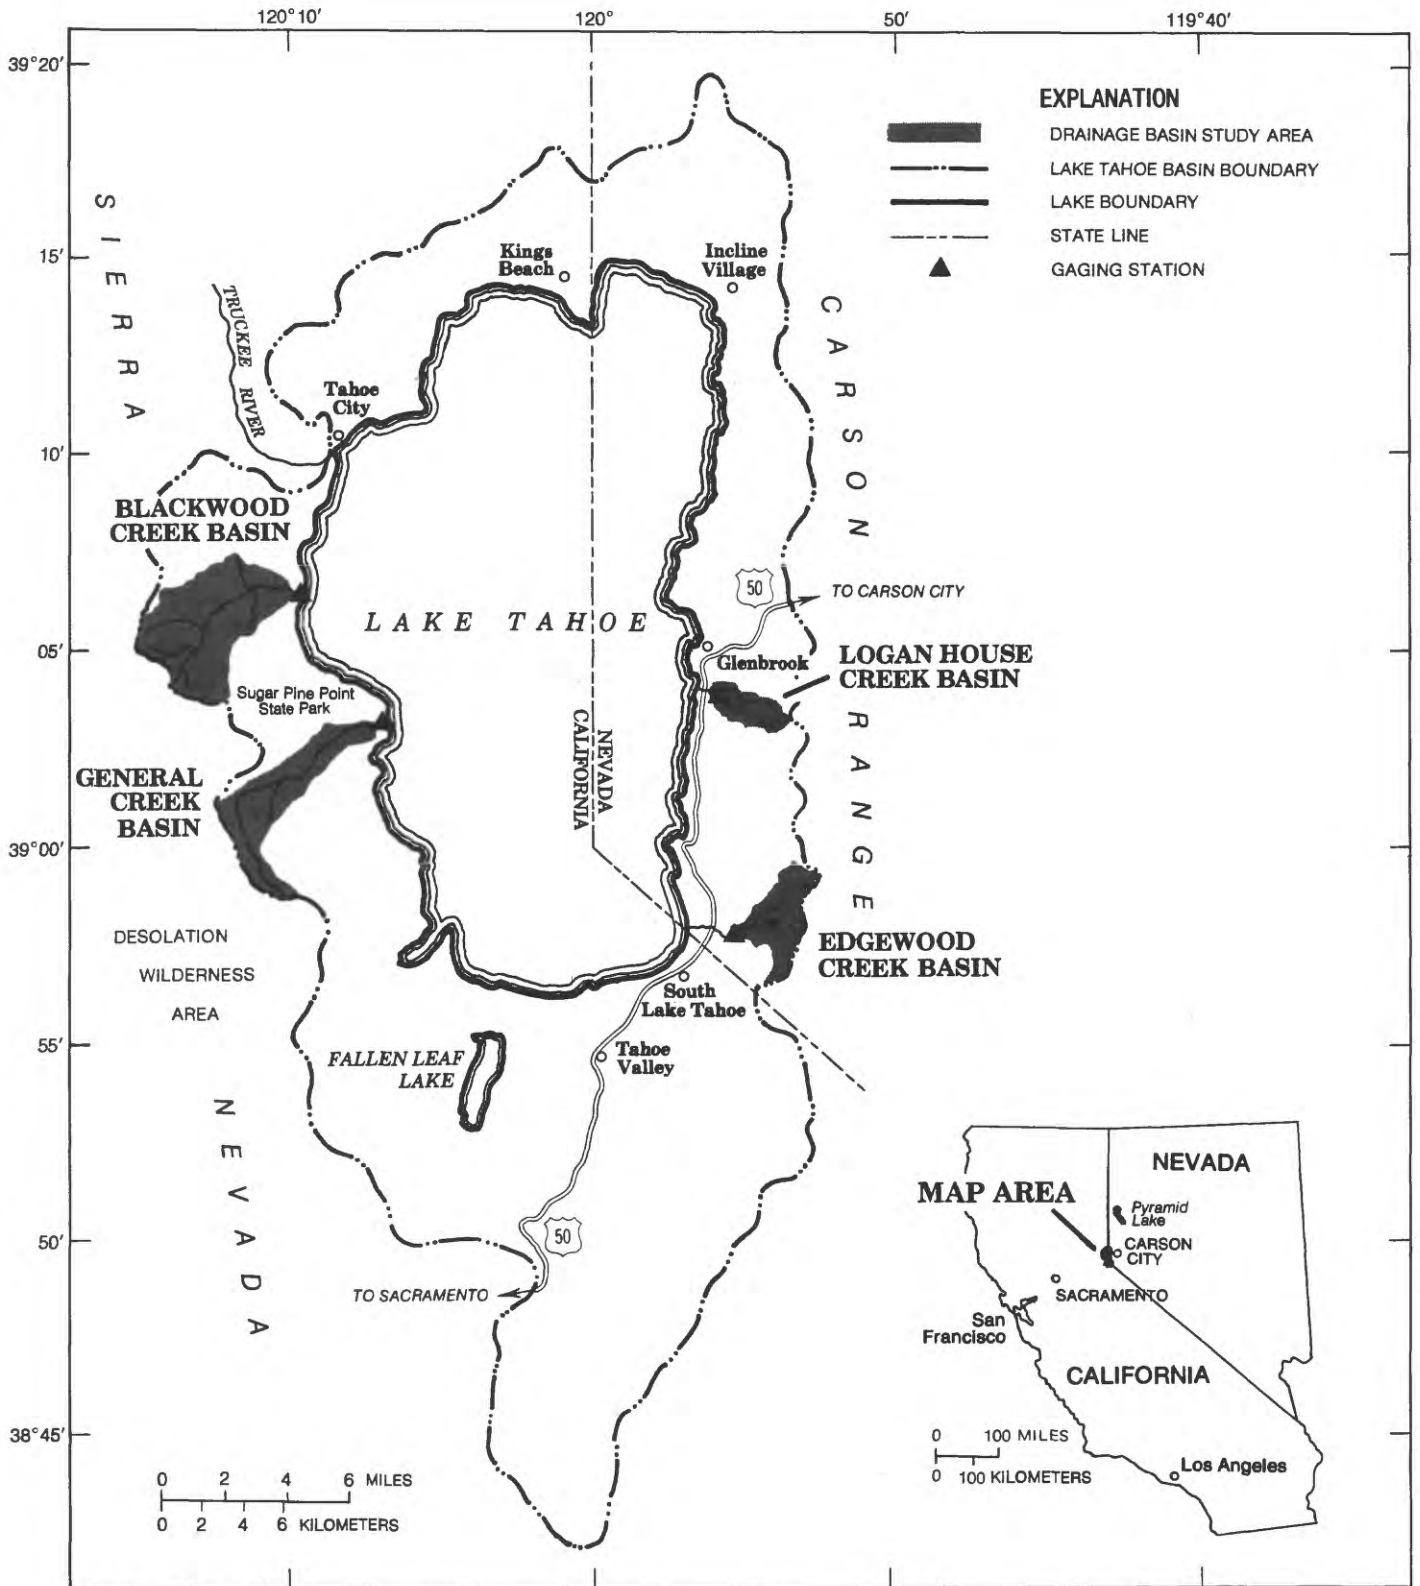 120°10′
120°
50′
119°40′
39°20′
EXPLANATION
DRAINAGE BASIN STUDY AREA
LAKE TAHOE BASIN BOUNDARY
LAKE BOUNDARY
STATE LINE
GAGING STATION
SIERRA
15′
Kings
Beach
Incline
Village
CARSON
TRUCKEE RIVER
Tahoe
City
10′
BLACKWOOD
CREEK BASIN
50
TO CARSON CITY
LAKE TAHOE
05′
Glenbrook
LOGAN HOUSE
CREEK BASIN
Sugar Pine Point
State Park
RANGE
NEVADA
CALIFORNIA
GENERAL
CREEK
BASIN
39°00′
DESOLATION
WILDERNESS
AREA
EDGEWOOD
CREEK BASIN
South
Lake Tahoe
55′
FALLEN LEAF
LAKE
Tahoe
Valley
NEVADA
50′
50
TO SACRAMENTO
38°45′
0 2 4 6 MILES
0 2 4 6 KILOMETERS
NEVADA
MAP AREA
Pyramid
Lake
CARSON
CITY
SACRAMENTO
San
Francisco
CALIFORNIA
0 100 MILES
0 100 KILOMETERS
Los Angeles